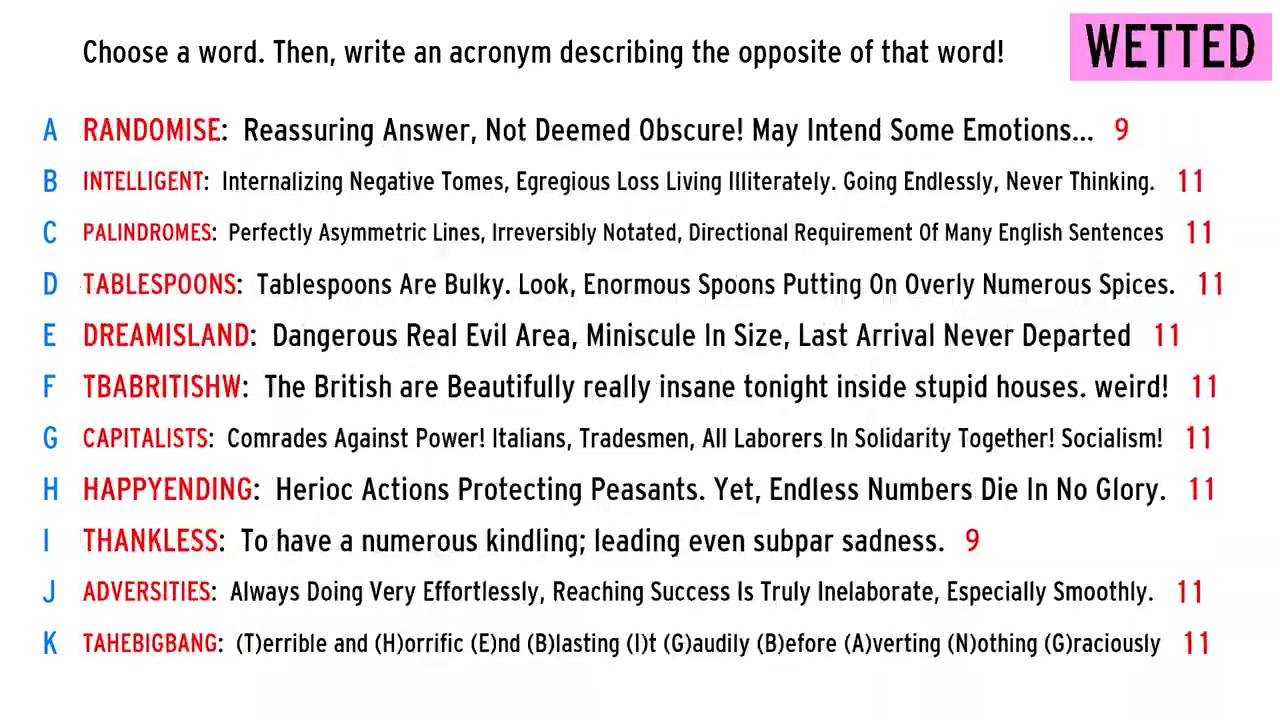 Choose a word. Then, write an acronym describing the opposite of that word!
WETTED
A RANDOMISE: Reassuring Answer, Not Deemed Obscure! May Intend Some Emotions... 9
B INTELLIGENT: Internalizing Negative Tomes, Egregious Loss Living Illiterately. Going Endlessly, Never Thinking. 11
C PALINDROMES: Perfectly Asymmetric Lines, Irreversibly Notated, Directional Requirement Of Many English Sentences 11
D TABLESPOONS: Tablespoons Are Bulky. Look, Enormous Spoons Putting On Overly Numerous Spices. 11
E DREAMISLAND: Dangerous Real Evil Area, Miniscule In Size, Last Arrival Never Departed 11
F TBABRITISHW: The British are Beautifully really insane tonight inside stupid houses. weird! 11
G CAPITALISTS: Comrades Against Power! Italians, Tradesmen, All Laborers In Solidarity Together! Socialism! 11
H HAPPYENDING: Herioc Actions Protecting Peasants. Yet, Endless Numbers Die In No Glory. 11
I THANKLESS: To have a numerous kindling; leading even subpar sadness. 9
J ADVERSITIES: Always Doing Very Effortlessly, Reaching Success Is Truly Inelaborate, Especially Smoothly. 11
K TAHEBIGBANG: (T)errible and (H)orrific (E)nd (B)lasting (I)t (G)audily (B)efore (A)verting (N)othing (G)raciously 11